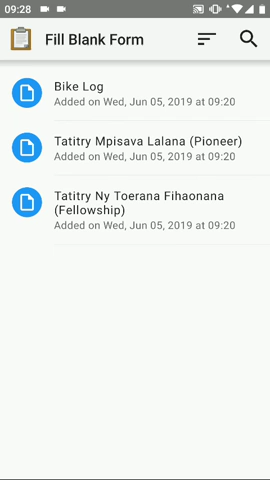 09:28
Fill Blank Form
Bike Log
Added on Wed, Jun 05, 2019 at 09:20
Tatitry Mpisava Lalana (Pioneer)
Added on Wed, Jun 05, 2019 at 09:20
Tatitry Ny Toerana Fihaonana
(Fellowship)
Added on Wed, Jun 05, 2019 at 09:20